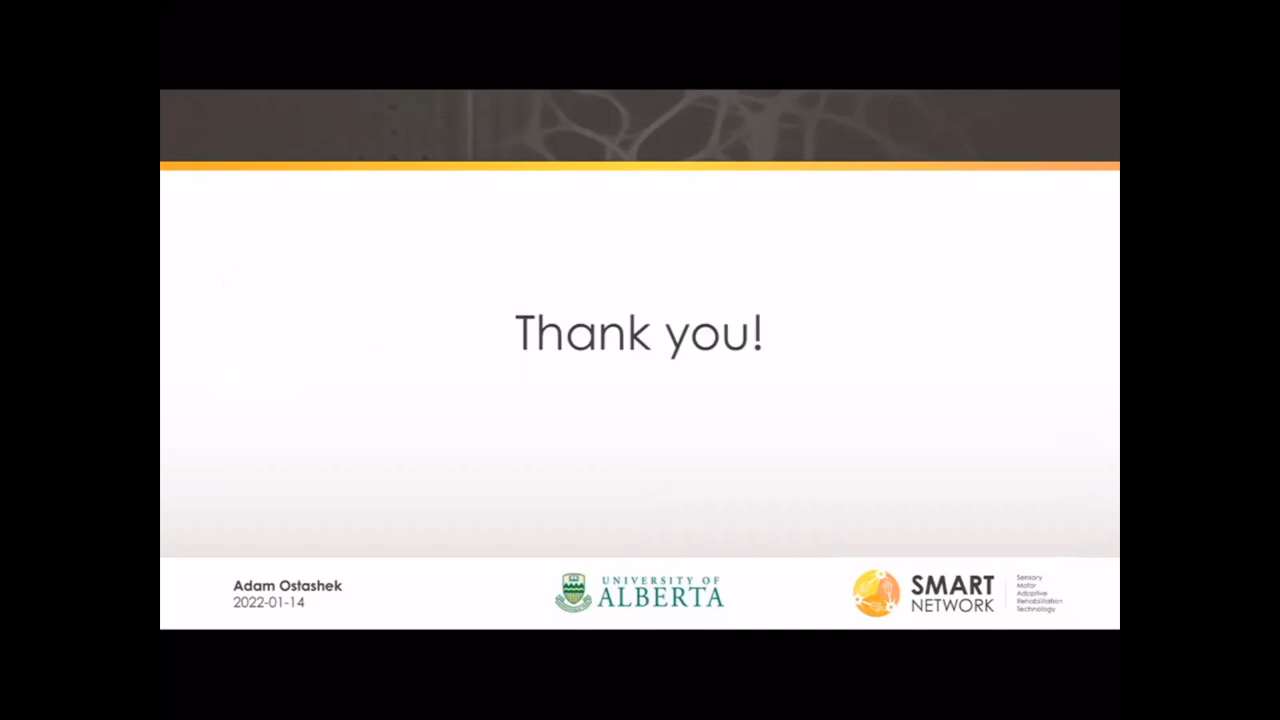 Thank you!
Adam Ostashek
2022-01-14
UNIVERSITY OF
ALBERTA
SMART
NETWORK
Sensory
Motor
Adaptive
Rehabilitation
Technology